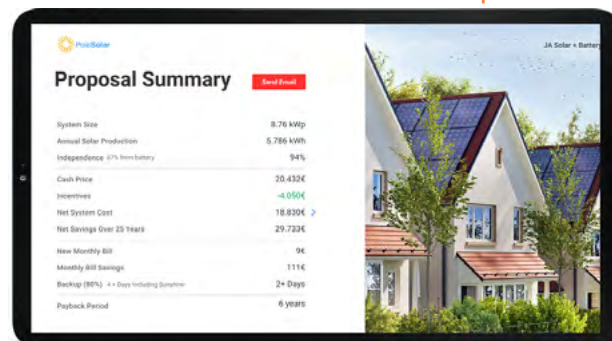 PoliSolar
Proposal Summary
Send Email
System Size 8.76 kWp
Annual Solar Production 5.786 kWh
Independence 67% from battery 94%
Cash Price 20.432€
Incentives -4.050€
Net System Cost 18.830€ >
Net Savings Over 25 Years 29.733€
New Monthly Bill 9€
Monthly Bill Savings 111€
Backup (80%) 4+ Days Including Sunshine 2+ Days
Payback Period 6 years
JA Solar + Battery